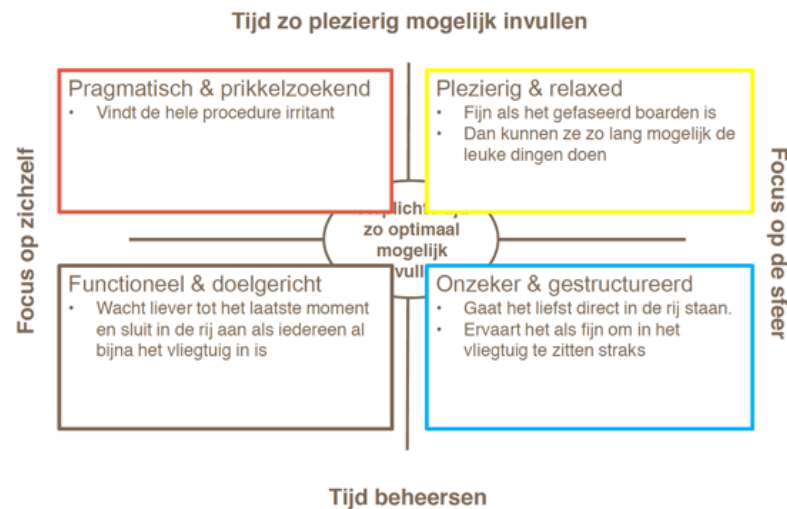 Tijd zo plezierig mogelijk invullen
Pragmatisch & prikkelzoekend
• Vindt de hele procedure irritant
Plezierig & relaxed
• Fijn als het gefaseerd boarden is
• Dan kunnen ze zo lang mogelijk de
leuke dingen doen
Focus op zichzelf
Focus op de sfeer
zo optimaal
mogelijk
Functioneel & doelgericht
• Wacht liever tot het laatste moment
en sluit in de rij aan als iedereen al
bijna het vliegtuig in is
Onzeker & gestructureerd
• Gaat het liefst direct in de rij staan.
• Ervaart het als fijn om in het
vliegtuig te zitten straks
Tijd beheersen